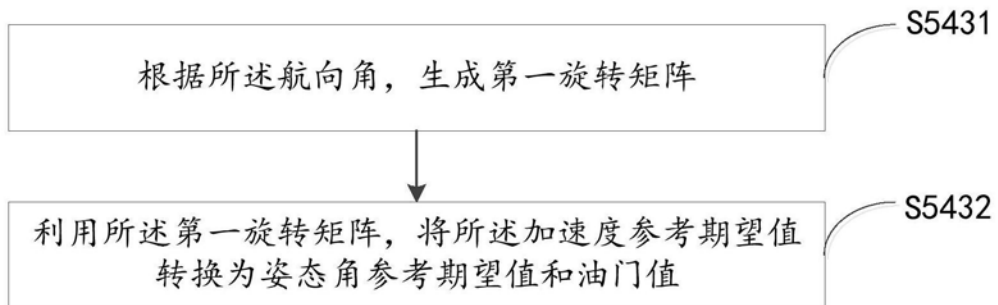 S5431
根据所述航向角，生成第一旋转矩阵
S5432
利用所述第一旋转矩阵，将所述加速度参考期望值
转换为姿态角参考期望值和油门值